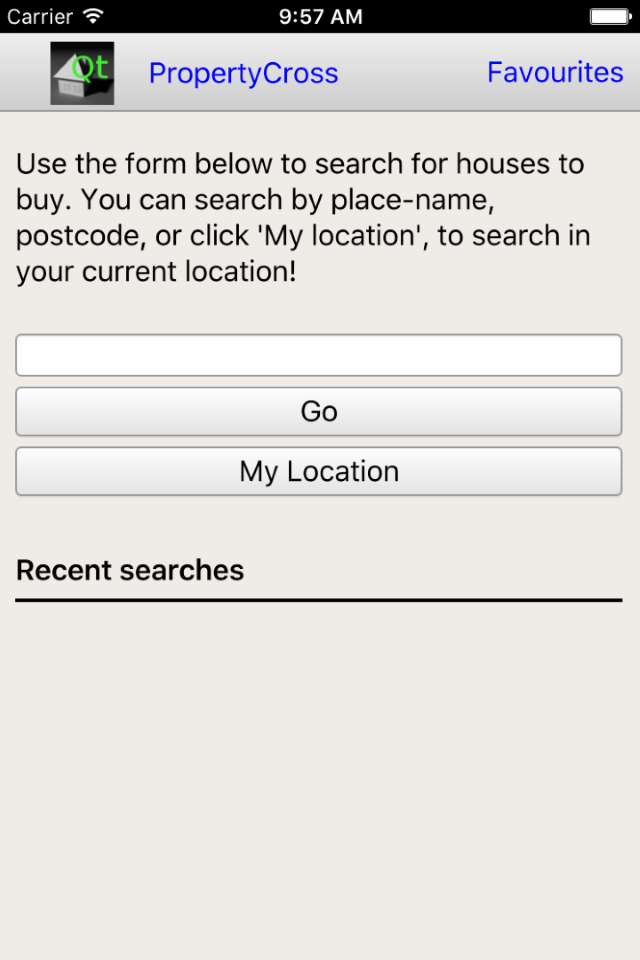 Carrier 9:57 AM
Qt PropertyCross Favourites
Use the form below to search for houses to
buy. You can search by place-name,
postcode, or click 'My location', to search in
your current location!
Go
My Location
Recent searches